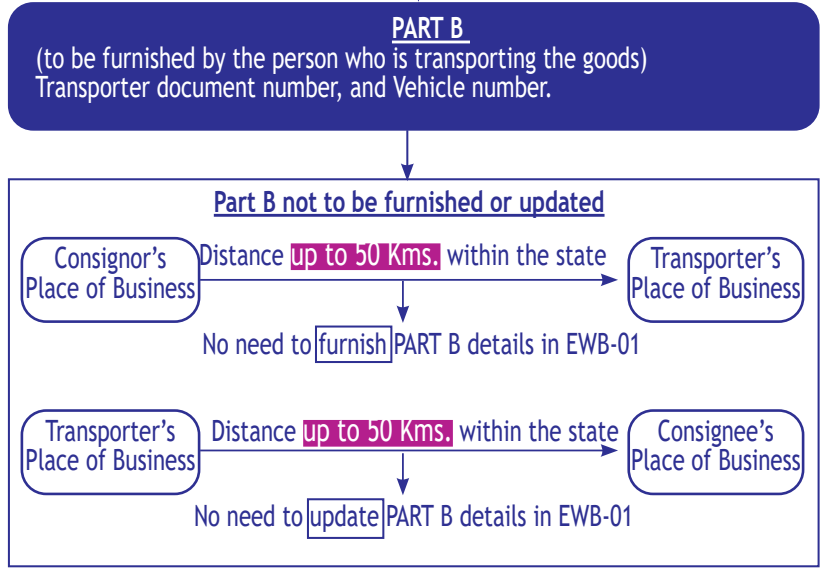 PART B
(to be furnished by the person who is transporting the goods)
Transporter document number, and Vehicle number.
Part B not to be furnished or updated
Consignor's
Place of Business
Distance up to 50 Kms. within the state
Transporter's
Place of Business
No need to furnish PART B details in EWB-01
Transporter's
Place of Business
Distance up to 50 Kms. within the state
Consignee's
Place of Business
No need to update PART B details in EWB-01